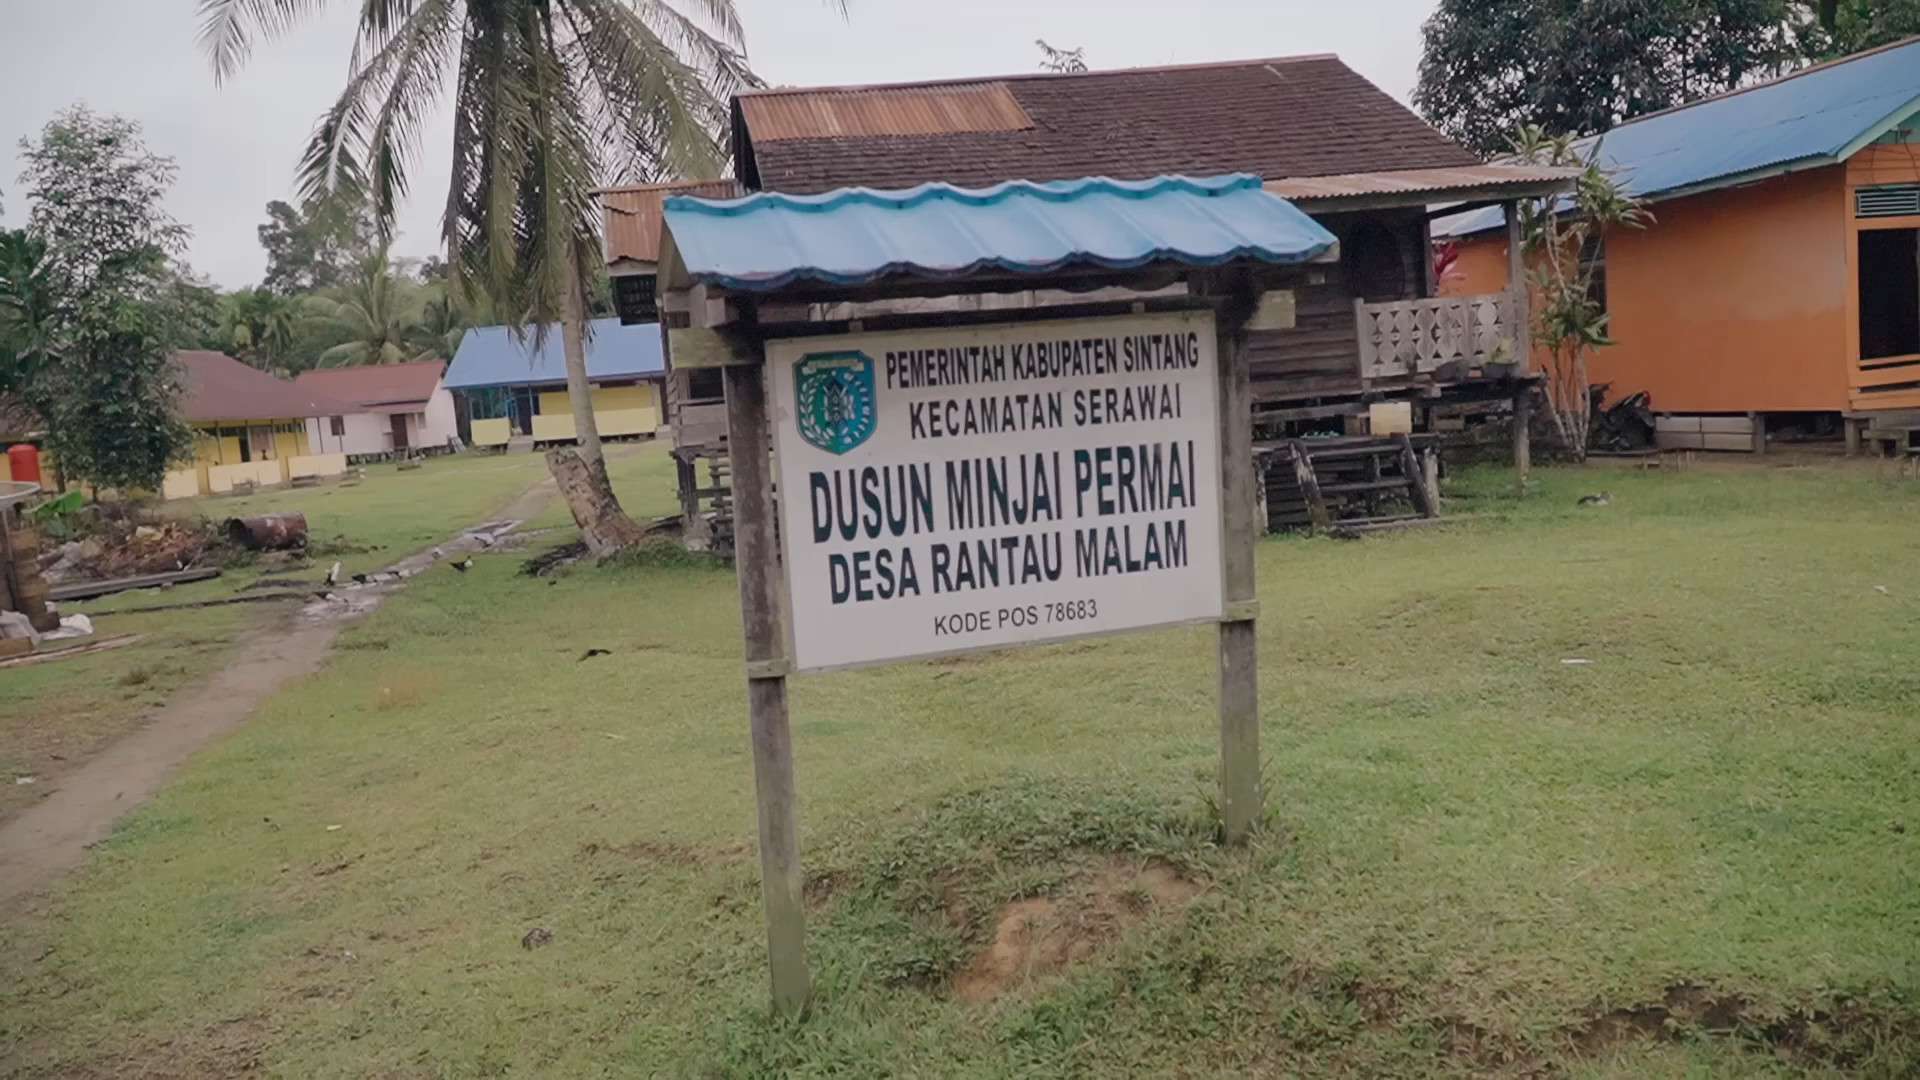 PEMERINTAH KABUPATEN SINTANG
KECAMATAN SERAWAI
DUSUN MINJAI PERMAI
DESA RANTAU MALAM
KODE POS 78683